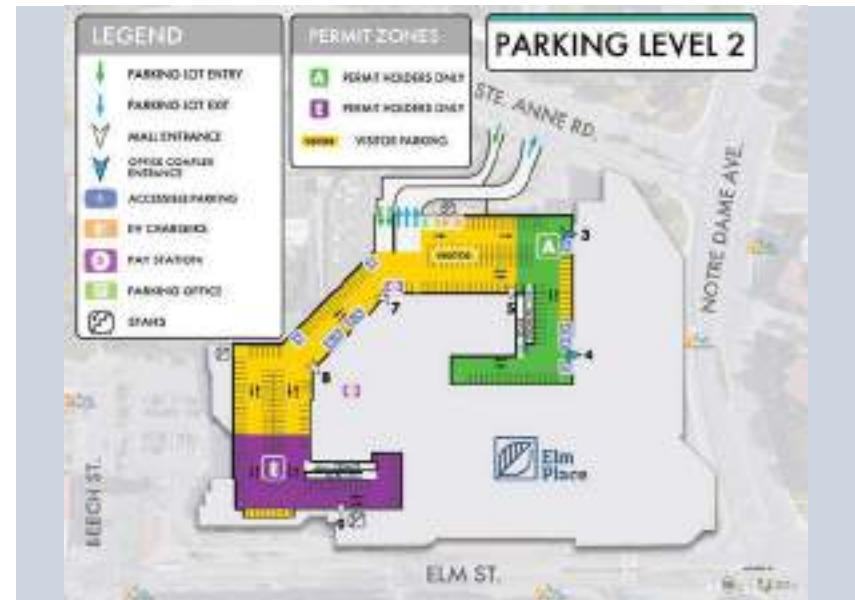 LEGEND
PARKING LOT ENTRY
PARKING LOT EXIT
MALL ENTRANCE
OFFICE COMPLEX
ENTRANCE
ACCESSIBLE PARKING
EV CHARGERS
PAY STATION
PARKING OFFICE
STAIRS
PERMIT ZONES
A PERMIT HOLDERS ONLY
E PERMIT HOLDERS ONLY
VISITOR PARKING
PARKING LEVEL 2
STE. ANNE RD.
NOTRE DAME AVE.
BEECH ST.
ELM ST.
VISITOR
A
3
4
5
7
8
E
Elm
Place